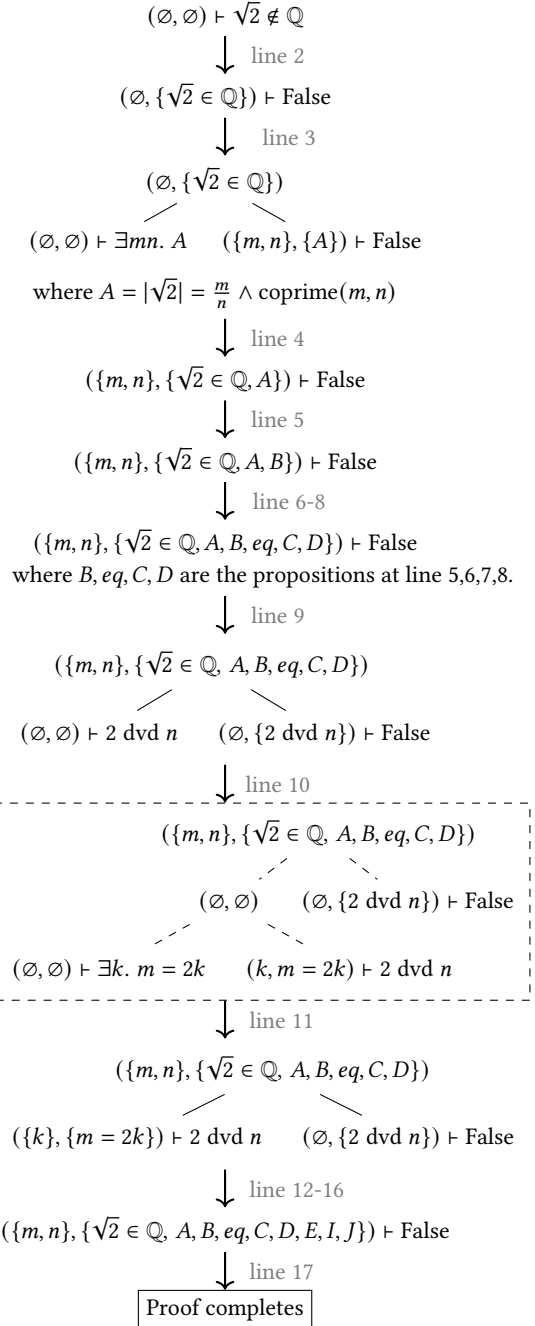 (∅, ∅) ⊢ √2 ∉ ℚ
line 2
(∅, {√2 ∈ ℚ}) ⊢ False
line 3
(∅, {√2 ∈ ℚ})
(∅, ∅) ⊢ ∃mn. A ({m, n}, {A}) ⊢ False
where A = |√2| = m/n ∧ coprime(m, n)
line 4
({m, n}, {√2 ∈ ℚ, A}) ⊢ False
line 5
({m, n}, {√2 ∈ ℚ, A, B}) ⊢ False
line 6-8
({m, n}, {√2 ∈ ℚ, A, B, eq, C, D}) ⊢ False
where B, eq, C, D are the propositions at line 5,6,7,8.
line 9
({m, n}, {√2 ∈ ℚ, A, B, eq, C, D})
(∅, ∅) ⊢ 2 dvd n (∅, {2 dvd n}) ⊢ False
line 10
({m, n}, {√2 ∈ ℚ, A, B, eq, C, D})
(∅, ∅) (∅, {2 dvd n}) ⊢ False
(∅, ∅) ⊢ ∃k. m = 2k (k, m = 2k) ⊢ 2 dvd n
line 11
({m, n}, {√2 ∈ ℚ, A, B, eq, C, D})
({k}, {m = 2k}) ⊢ 2 dvd n (∅, {2 dvd n}) ⊢ False
line 12-16
({m, n}, {√2 ∈ ℚ, A, B, eq, C, D, E, I, J}) ⊢ False
line 17
Proof completes